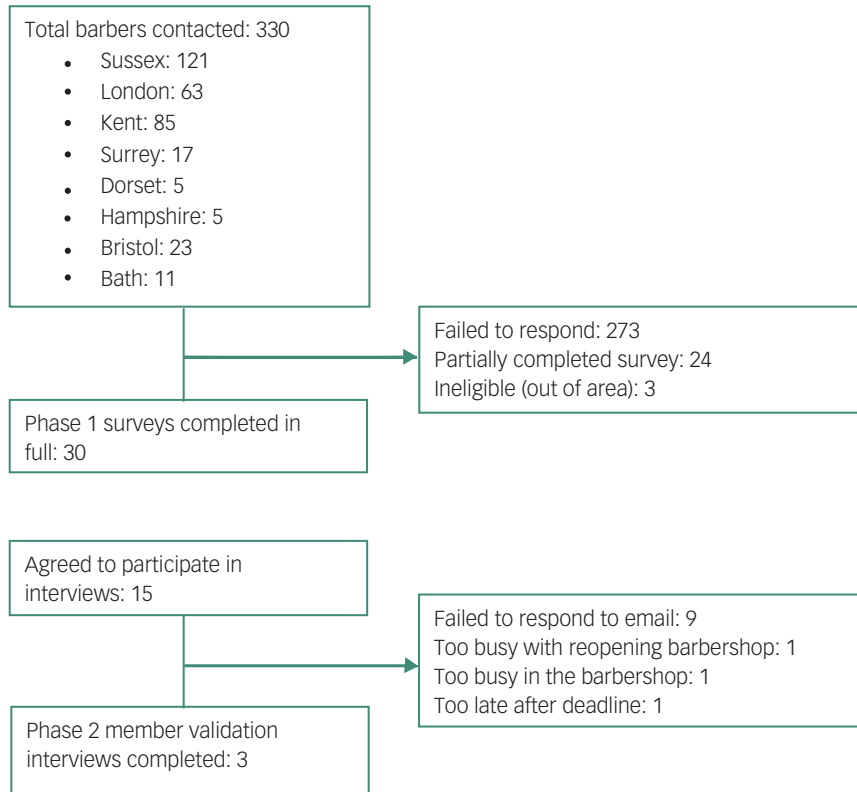 Total barbers contacted: 330
• Sussex: 121
• London: 63
• Kent: 85
• Surrey: 17
• Dorset: 5
• Hampshire: 5
• Bristol: 23
• Bath: 11
Failed to respond: 273
Partially completed survey: 24
Ineligible (out of area): 3
Phase 1 surveys completed in
full: 30
Agreed to participate in
interviews: 15
Failed to respond to email: 9
Too busy with reopening barbershop: 1
Too busy in the barbershop: 1
Too late after deadline: 1
Phase 2 member validation
interviews completed: 3